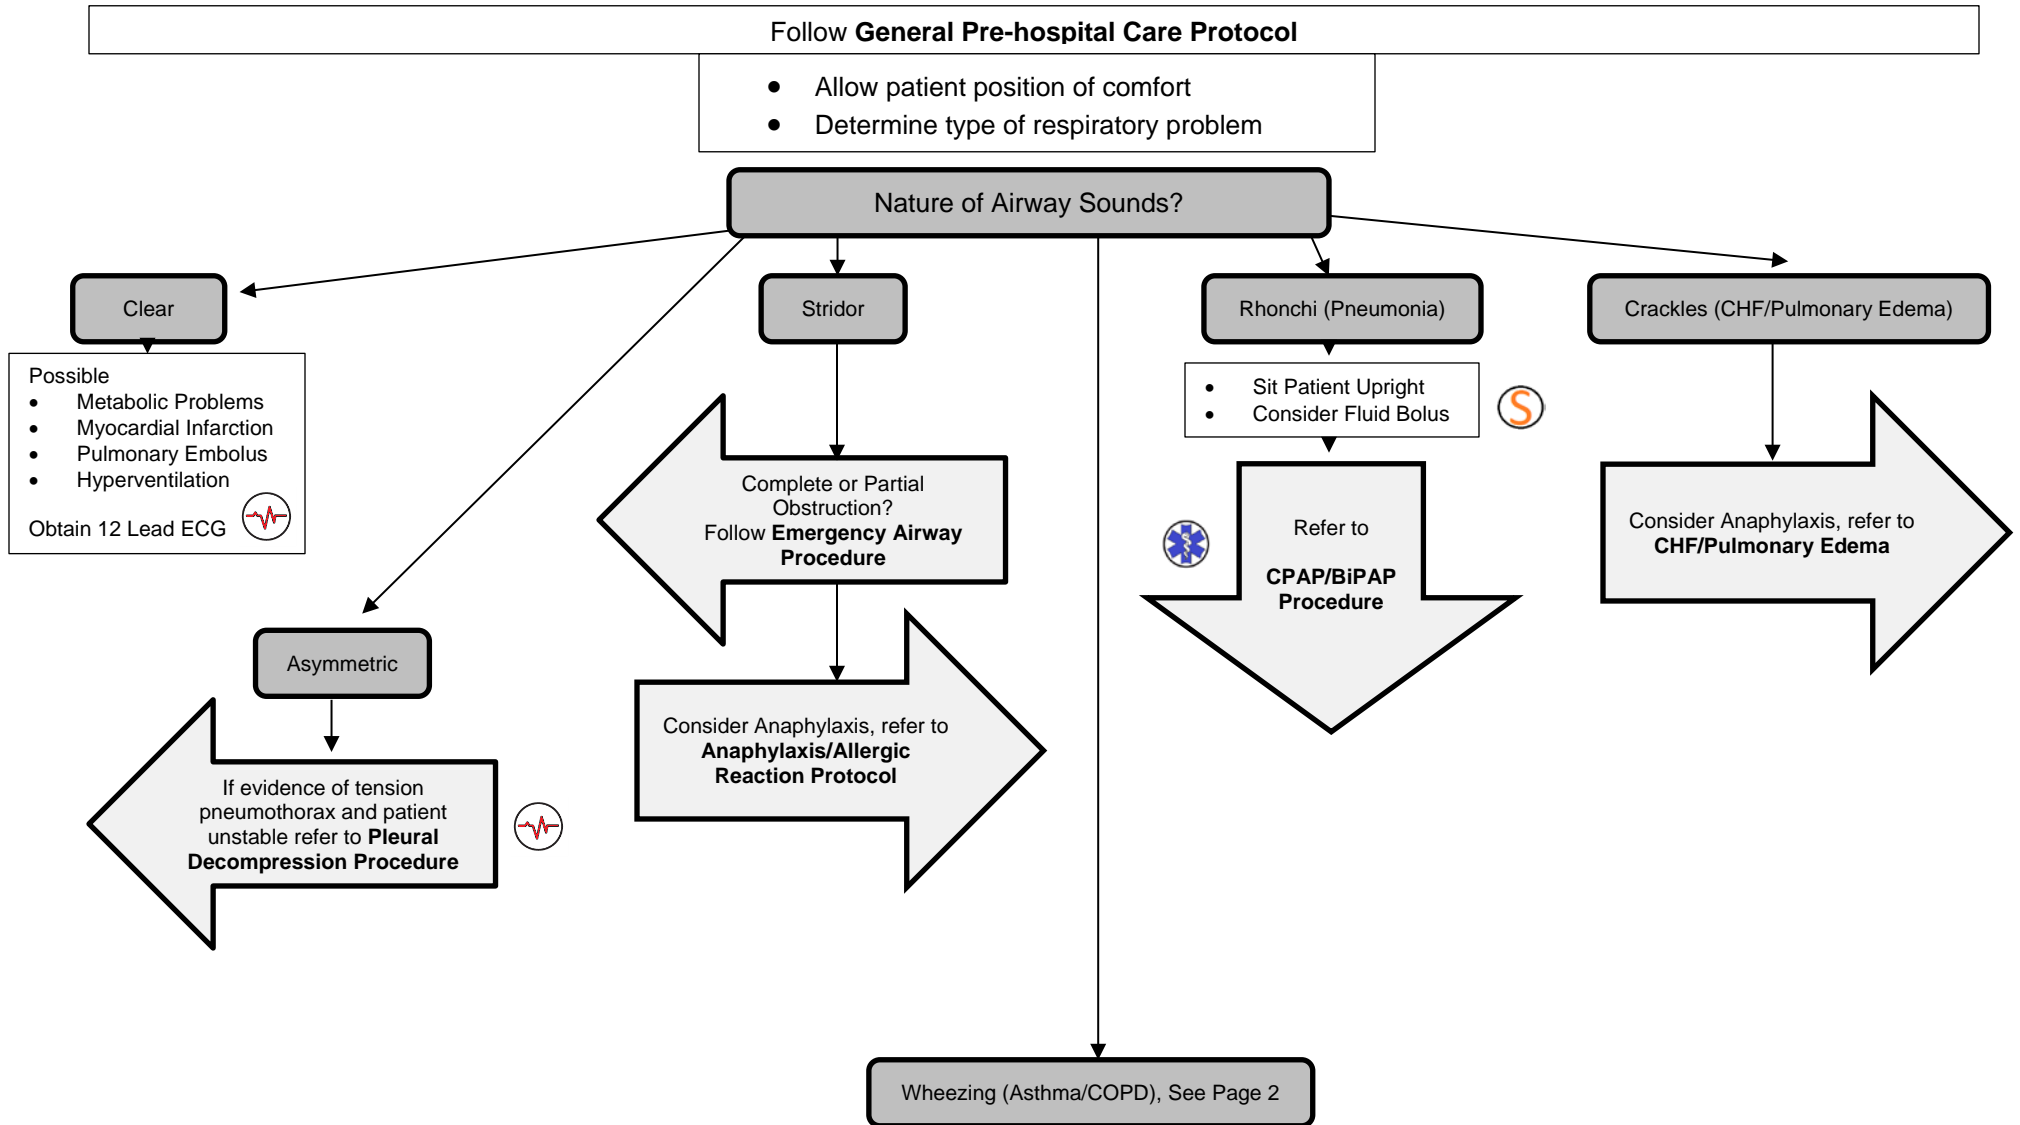 Follow General Pre-hospital Care Protocol
• Allow patient position of comfort
• Determine type of respiratory problem
Nature of Airway Sounds?
Clear
Possible
• Metabolic Problems
• Myocardial Infarction
• Pulmonary Embolus
• Hyperventilation
Obtain 12 Lead ECG
Asymmetric
If evidence of tension
pneumothorax and patient
unstable refer to Pleural
Decompression Procedure
Stridor
Complete or Partial
Obstruction?
Follow Emergency Airway
Procedure
Consider Anaphylaxis, refer to
Anaphylaxis/Allergic
Reaction Protocol
Rhonchi (Pneumonia)
• Sit Patient Upright
• Consider Fluid Bolus
S
Refer to
CPAP/BiPAP
Procedure
Crackles (CHF/Pulmonary Edema)
Consider Anaphylaxis, refer to
CHF/Pulmonary Edema
Wheezing (Asthma/COPD), See Page 2